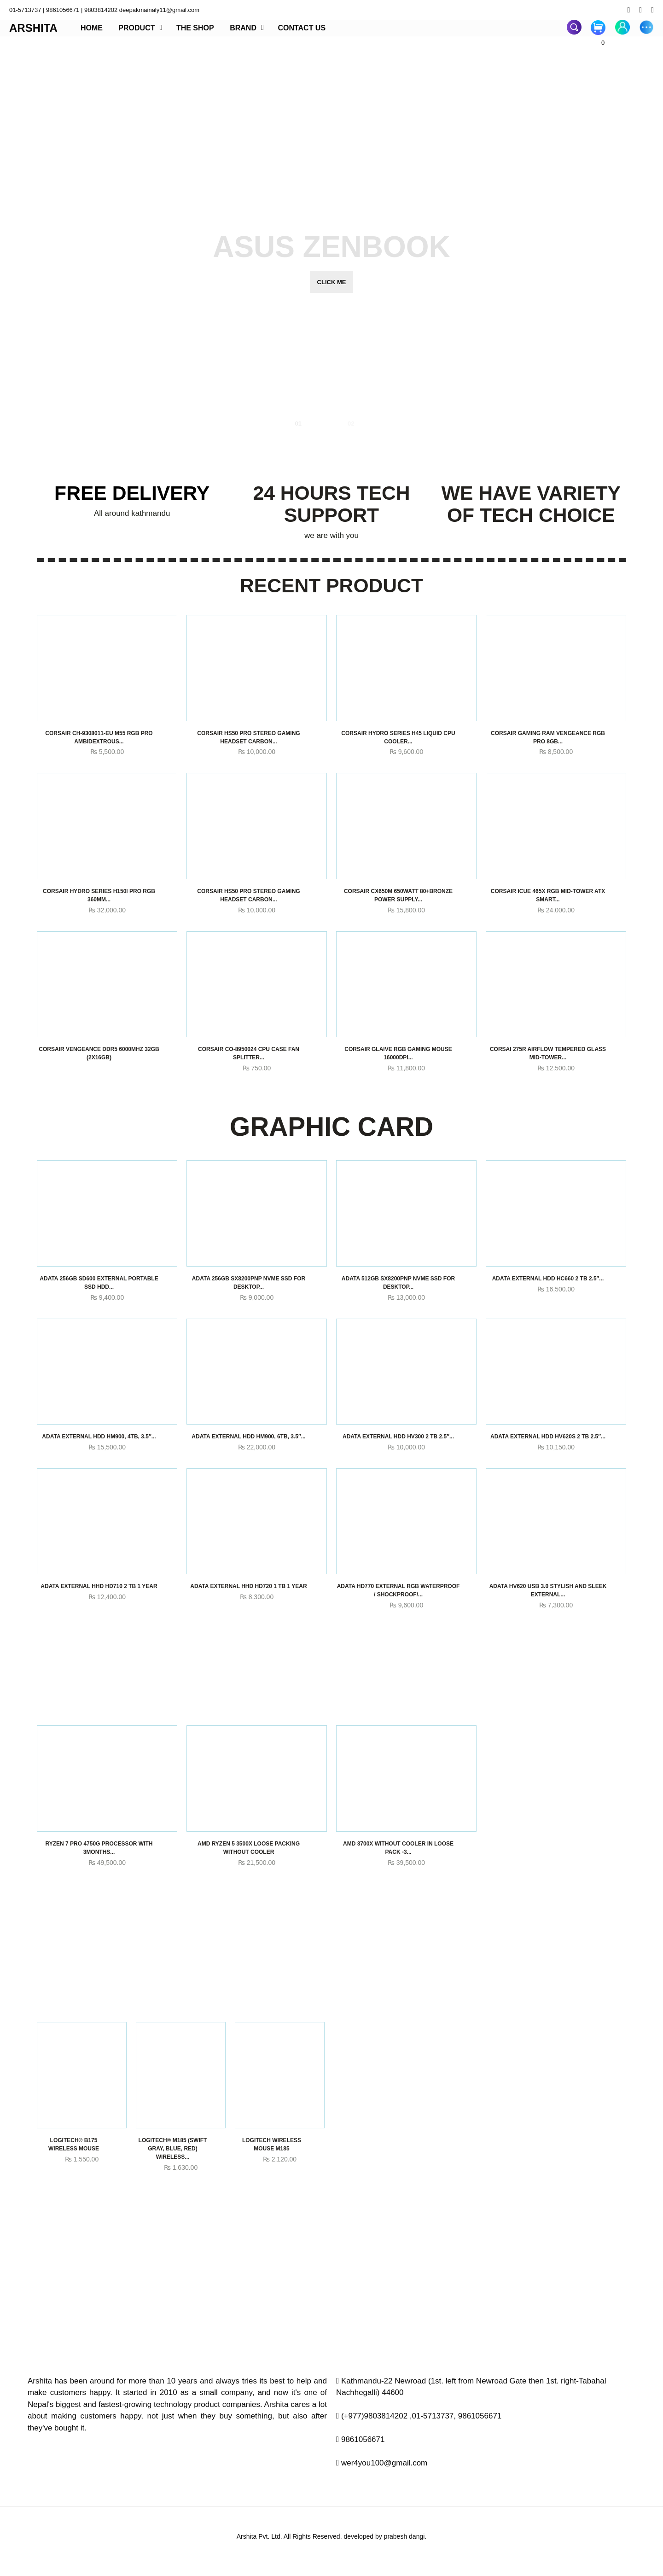 01-5713737 | 9861056671 | 9803814202 deepakmainaly11@gmail.com
ARSHITA
HOME
PRODUCT
THE SHOP
BRAND
CONTACT US
0
ASUS ZENBOOK
CLICK ME
FREE DELIVERY
All around kathmandu
24 HOURS TECH
SUPPORT
we are with you
WE HAVE VARIETY
OF TECH CHOICE
RECENT PRODUCT
CORSAIR CH-9308011-EU M55 RGB PRO
AMBIDEXTROUS...
₨ 5,500.00
CORSAIR HS50 PRO STEREO GAMING
HEADSET CARBON...
₨ 10,000.00
CORSAIR HYDRO SERIES H45 LIQUID CPU
COOLER...
₨ 9,600.00
CORSAIR GAMING RAM VENGEANCE RGB
PRO 8GB...
₨ 8,500.00
CORSAIR HYDRO SERIES H150I PRO RGB
360MM...
₨ 32,000.00
CORSAIR HS50 PRO STEREO GAMING
HEADSET CARBON...
₨ 10,000.00
CORSAIR CX650M 650WATT 80+BRONZE
POWER SUPPLY...
₨ 15,800.00
CORSAIR ICUE 465X RGB MID-TOWER ATX
SMART...
₨ 24,000.00
CORSAIR VENGEANCE DDR5 6000MHZ 32GB
(2X16GB)
CORSAIR CO-8950024 CPU CASE FAN
SPLITTER...
₨ 750.00
CORSAIR GLAIVE RGB GAMING MOUSE
16000DPI...
₨ 11,800.00
CORSAI 275R AIRFLOW TEMPERED GLASS
MID-TOWER...
₨ 12,500.00
GRAPHIC CARD
ADATA 256GB SD600 EXTERNAL PORTABLE
SSD HDD...
₨ 9,400.00
ADATA 256GB SX8200PNP NVME SSD FOR
DESKTOP...
₨ 9,000.00
ADATA 512GB SX8200PNP NVME SSD FOR
DESKTOP...
₨ 13,000.00
ADATA EXTERNAL HDD HC660 2 TB 2.5"...
₨ 16,500.00
ADATA EXTERNAL HDD HM900, 4TB, 3.5"...
₨ 15,500.00
ADATA EXTERNAL HDD HM900, 6TB, 3.5"...
₨ 22,000.00
ADATA EXTERNAL HDD HV300 2 TB 2.5"...
₨ 10,000.00
ADATA EXTERNAL HDD HV620S 2 TB 2.5"...
₨ 10,150.00
ADATA EXTERNAL HHD HD710 2 TB 1 YEAR
₨ 12,400.00
ADATA EXTERNAL HHD HD720 1 TB 1 YEAR
₨ 8,300.00
ADATA HD770 EXTERNAL RGB WATERPROOF
/ SHOCKPROOF/...
₨ 9,600.00
ADATA HV620 USB 3.0 STYLISH AND SLEEK
EXTERNAL...
₨ 7,300.00
RYZEN 7 PRO 4750G PROCESSOR WITH
3MONTHS...
₨ 49,500.00
AMD RYZEN 5 3500X LOOSE PACKING
WITHOUT COOLER
₨ 21,500.00
AMD 3700X WITHOUT COOLER IN LOOSE
PACK -3...
₨ 39,500.00
LOGITECH® B175
WIRELESS MOUSE
₨ 1,550.00
LOGITECH® M185 (SWIFT
GRAY, BLUE, RED)
WIRELESS...
₨ 1,630.00
LOGITECH WIRELESS
MOUSE M185
₨ 2,120.00
Arshita has been around for more than 10 years and always tries its best to help and
make customers happy. It started in 2010 as a small company, and now it's one of
Nepal's biggest and fastest-growing technology product companies. Arshita cares a lot
about making customers happy, not just when they buy something, but also after
they've bought it.
Kathmandu-22 Newroad (1st. left from Newroad Gate then 1st. right-Tabahal
Nachhegalli) 44600
(+977)9803814202 ,01-5713737, 9861056671
9861056671
wer4you100@gmail.com
Arshita Pvt. Ltd. All Rights Reserved. developed by prabesh dangi.